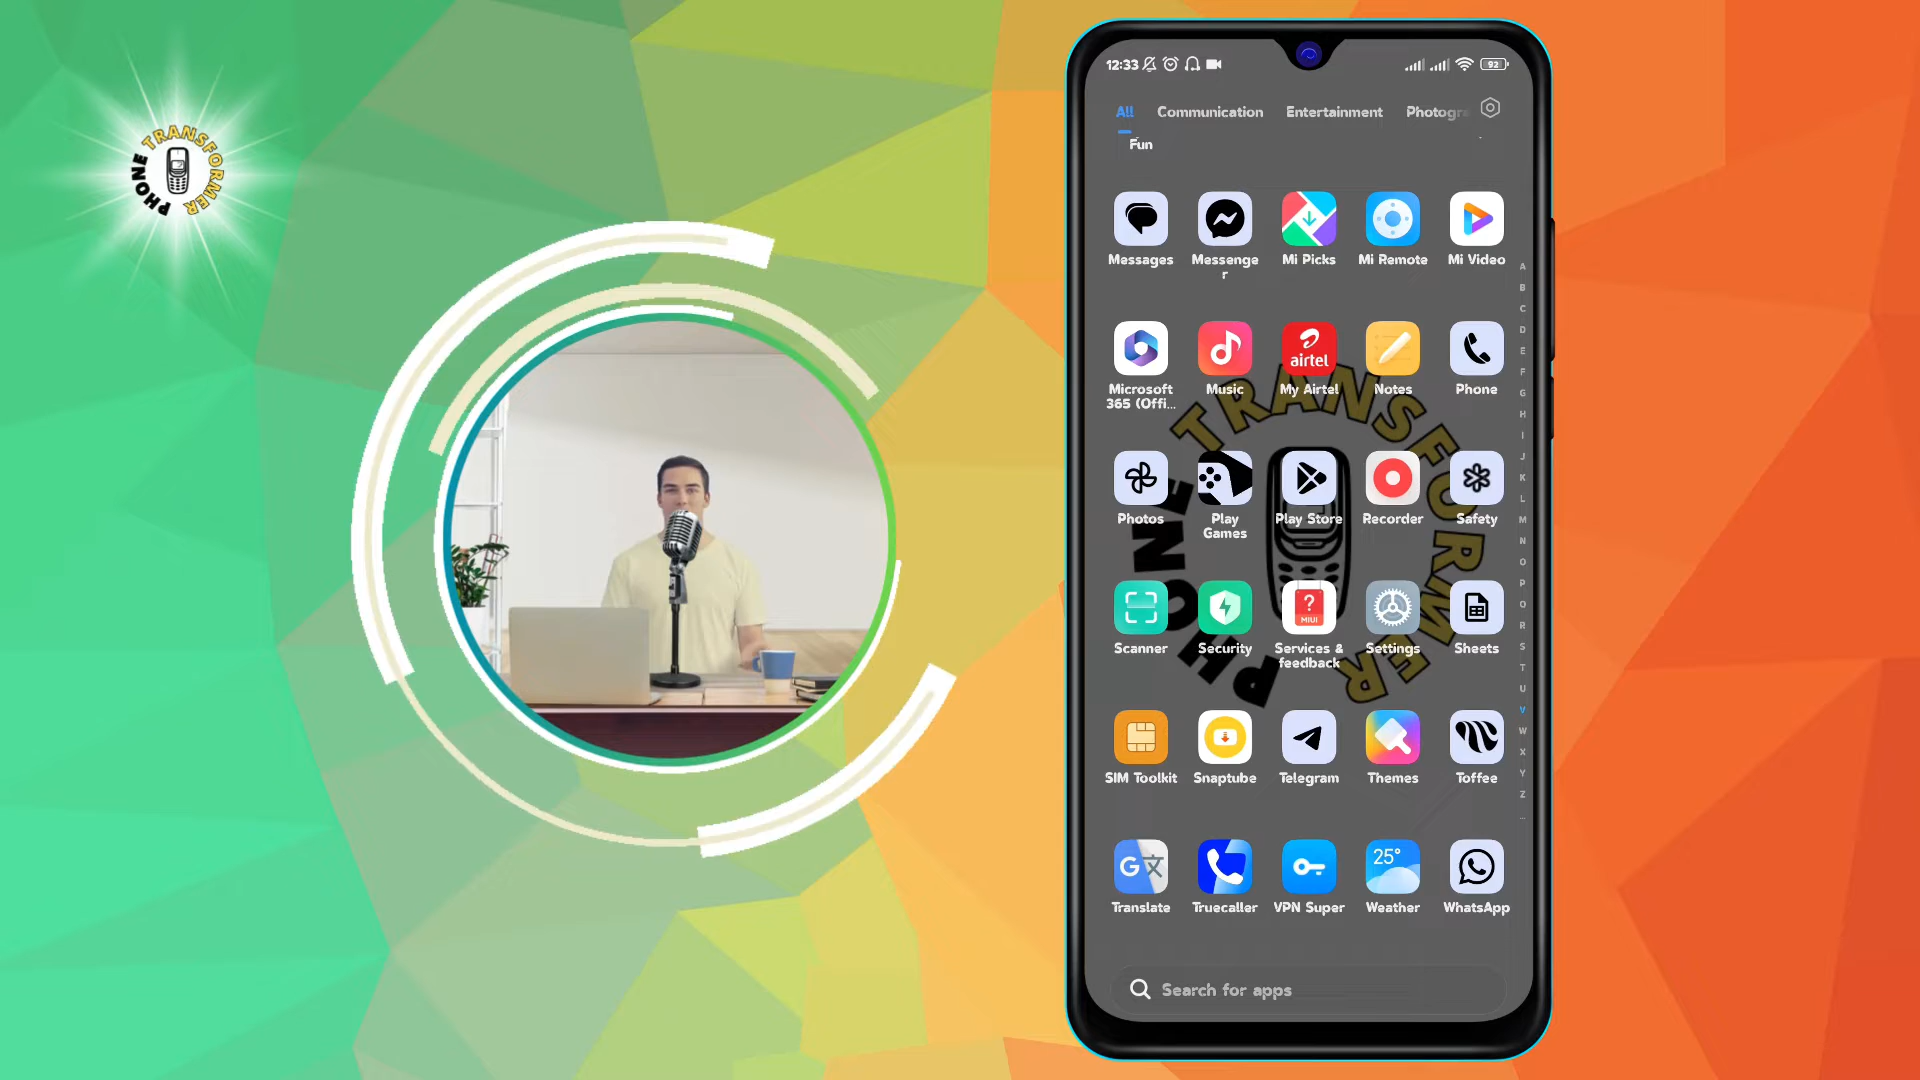 PHONE TRANSFORMER
12:33
92
All Communication Entertainment Photogra
Fun
Messages Messenge Mi Picks Mi Remote Mi Video
r
airtel
Microsoft Music My Airtel Notes Phone
365 (Offi...
PHONE TRANSFORMER
Photos Play Play Store Recorder Safety
Games
?
MIUI
Scanner Security Services & Settings Sheets
feedback
SIM Toolkit Snaptube Telegram Themes Toffee
G文
25°
Translate Truecaller VPN Super Weather WhatsApp
Search for apps
A
B
C
D
E
F
G
H
I
J
K
L
M
N
O
P
Q
R
S
T
U
V
W
X
Y
Z
...